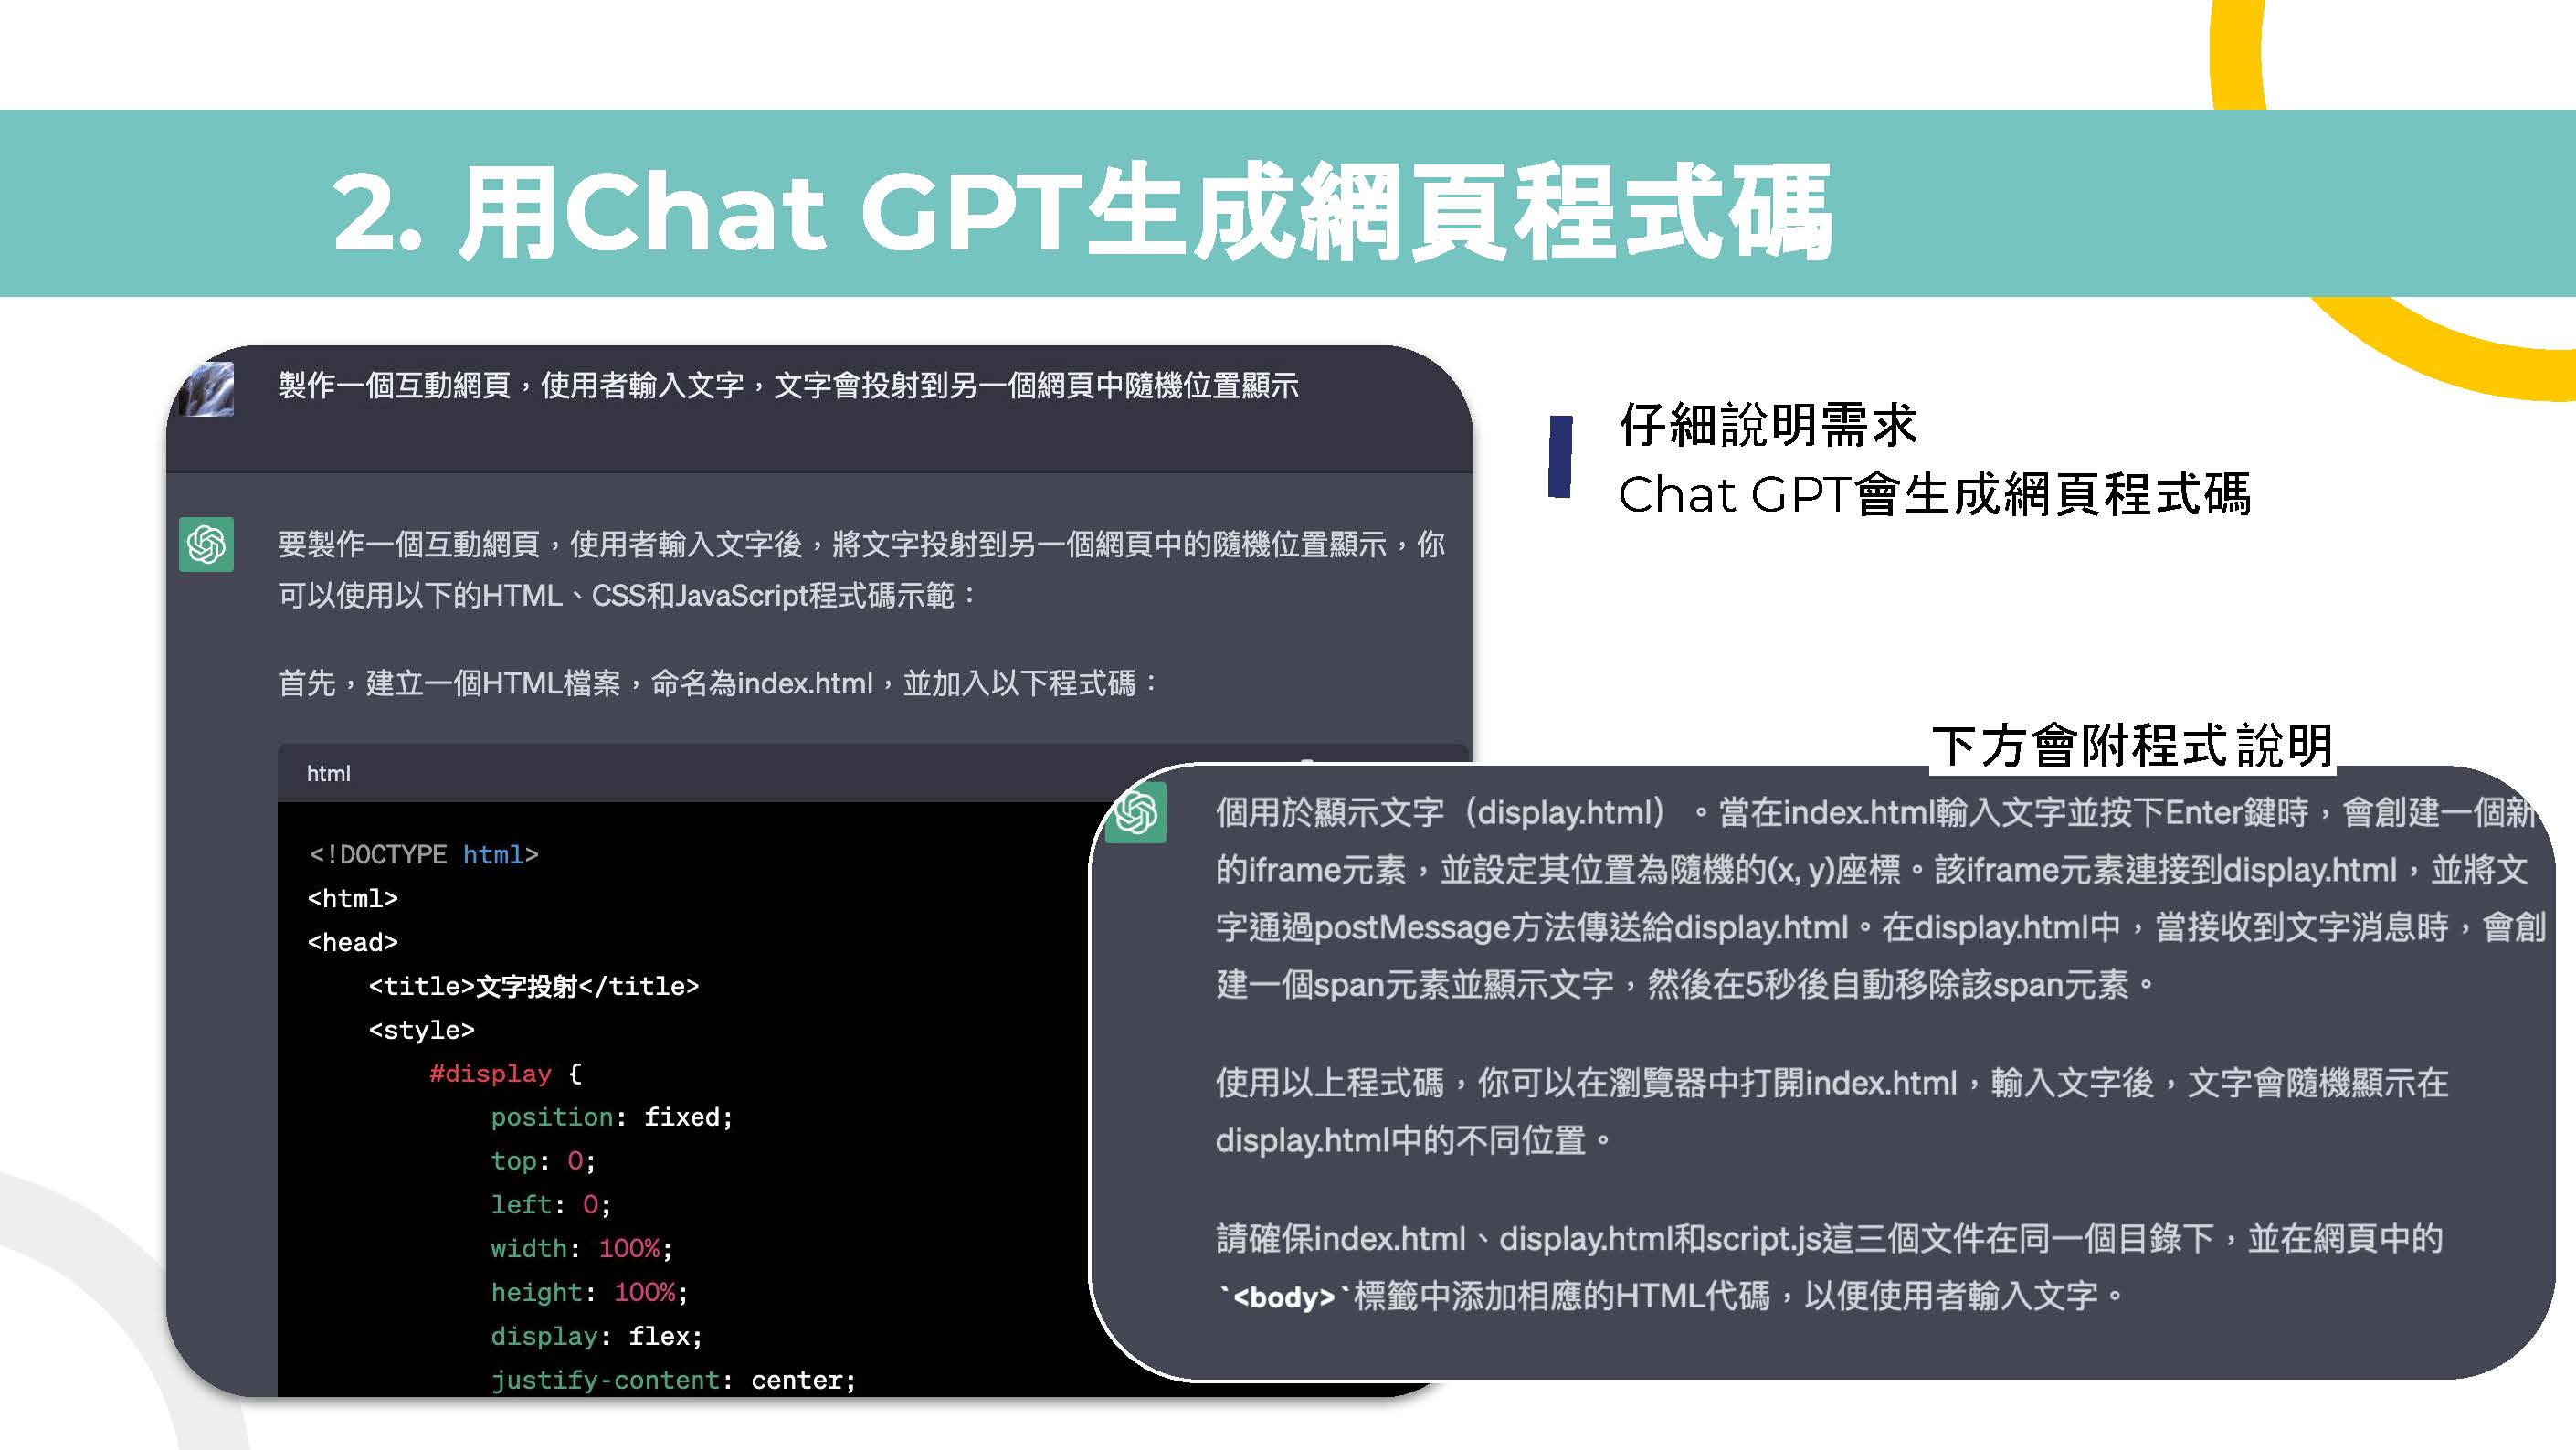 2. 用Chat GPT生成網頁程式碼
製作一個互動網頁，使用者輸入文字，文字會投射到另一個網頁中隨機位置顯示
要製作一個互動網頁，使用者輸入文字後，將文字投射到另一個網頁中的隨機位置顯示，你
可以使用以下的HTML、CSS和JavaScript程式碼示範：
首先，建立一個HTML檔案，命名為index.html，並加入以下程式碼：
html
<!DOCTYPE html>
<html>
<head>
<title>文字投射</title>
<style>
#display {
position: fixed;
top: 0;
left: 0;
width: 100%;
height: 100%;
display: flex;
justify-content: center;
仔細說明需求
Chat GPT會生成網頁程式碼
下方會附程式說明
個用於顯示文字（display.html）。當在index.html輸入文字並按下Enter鍵時，會創建一個新
的iframe元素，並設定其位置為隨機的(x, y)座標。該iframe元素連接到display.html，並將文
字通過postMessage方法傳送給display.html。在display.html中，當接收到文字消息時，會創
建一個span元素並顯示文字，然後在5秒後自動移除該span元素。
使用以上程式碼，你可以在瀏覽器中打開index.html，輸入文字後，文字會隨機顯示在
display.html中的不同位置。
請確保index.html、display.html和script.js這三個文件在同一個目錄下，並在網頁中的
`<body>`標籤中添加相應的HTML代碼，以便使用者輸入文字。